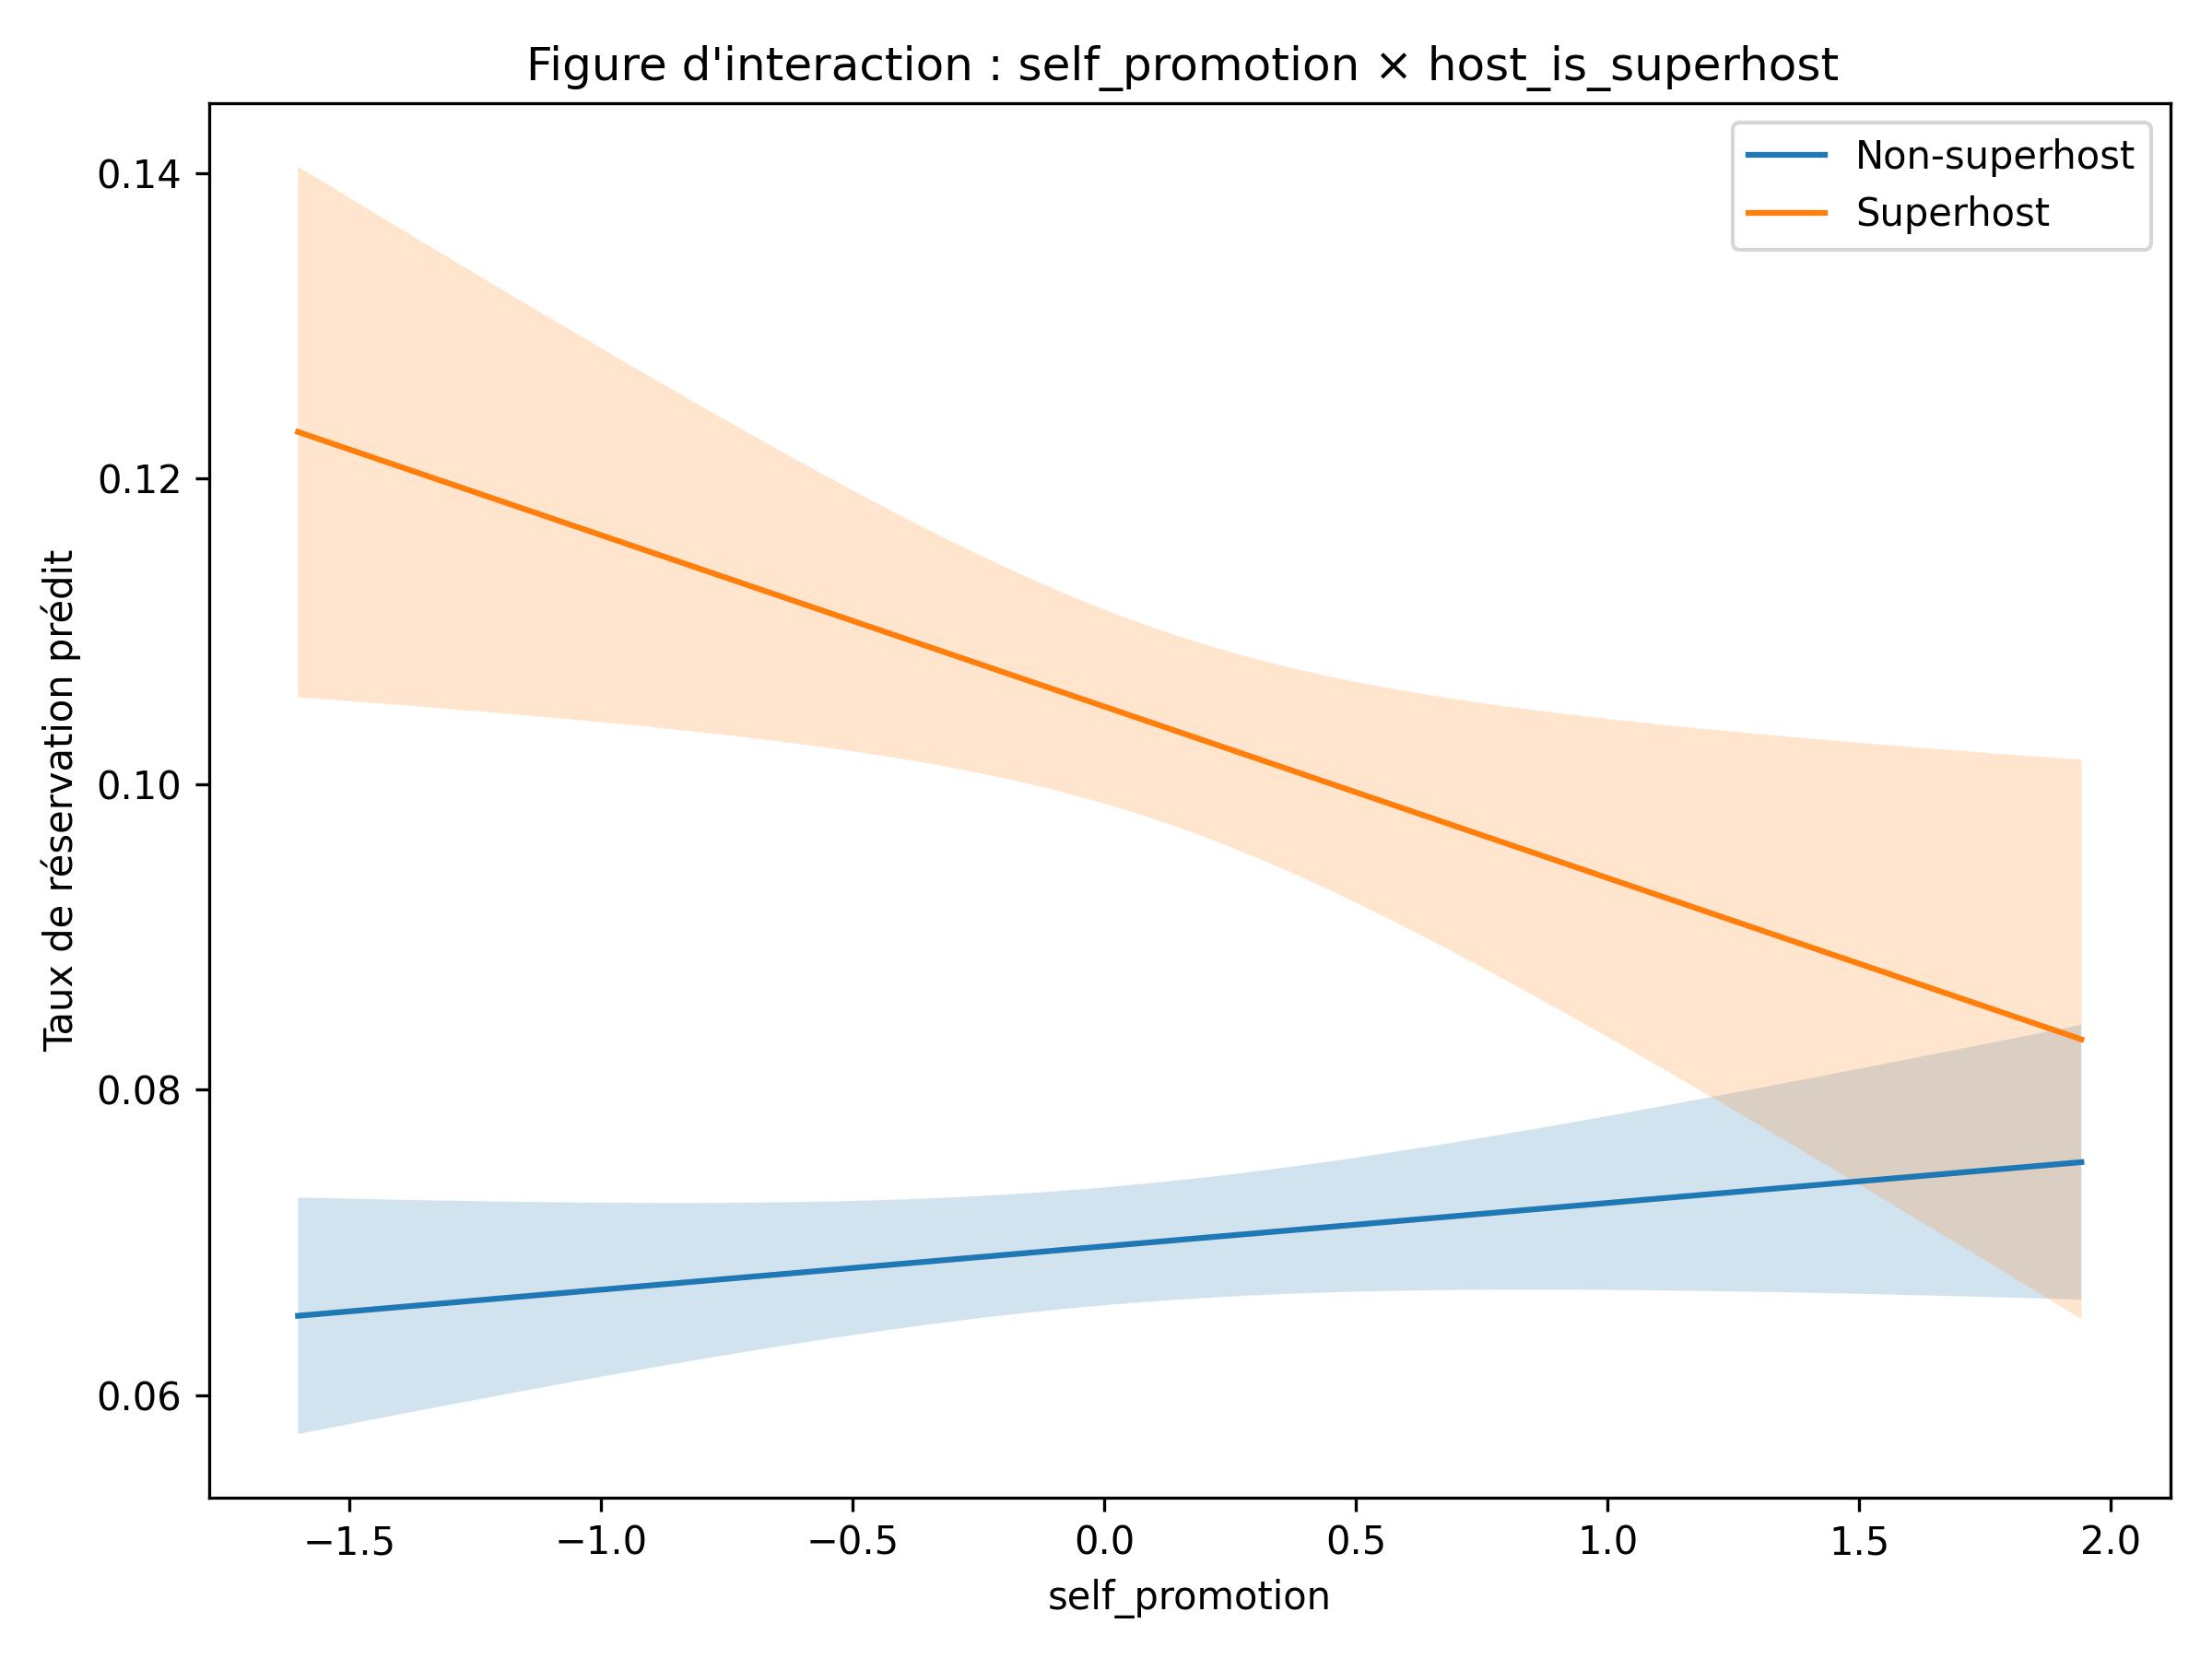 Figure d'interaction : self_promotion × host_is_superhost
Non-superhost
Superhost
Taux de réservation prédit
0.14
0.12
0.10
0.08
0.06
−1.5 −1.0 −0.5 0.0 0.5 1.0 1.5 2.0
self_promotion